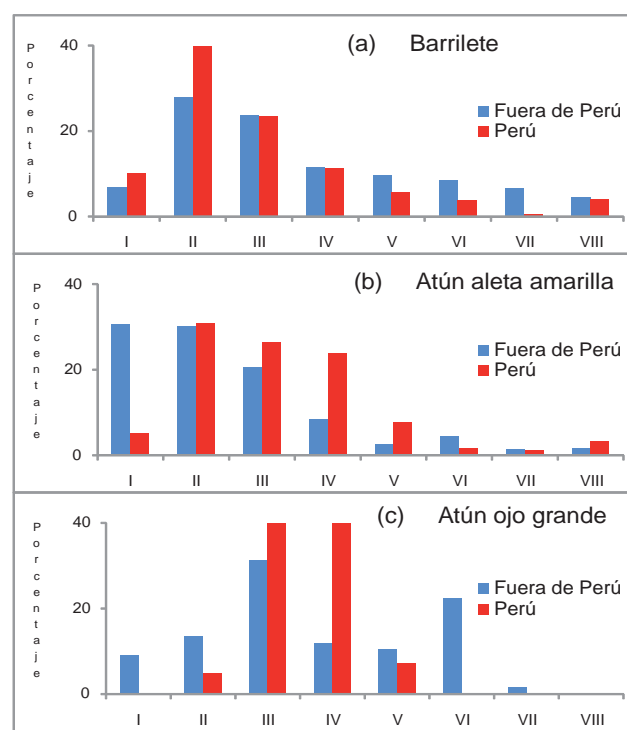 (a) Barrilete
Porcentaje
40
20
0
Fuera de Perú
Perú
I II III IV V VI VII VIII
(b) Atún aleta amarilla
Porcentaje
40
20
0
Fuera de Perú
Perú
I II III IV V VI VII VIII
(c) Atún ojo grande
Porcentaje
40
20
0
Fuera de Perú
Perú
I II III IV V VI VII VIII